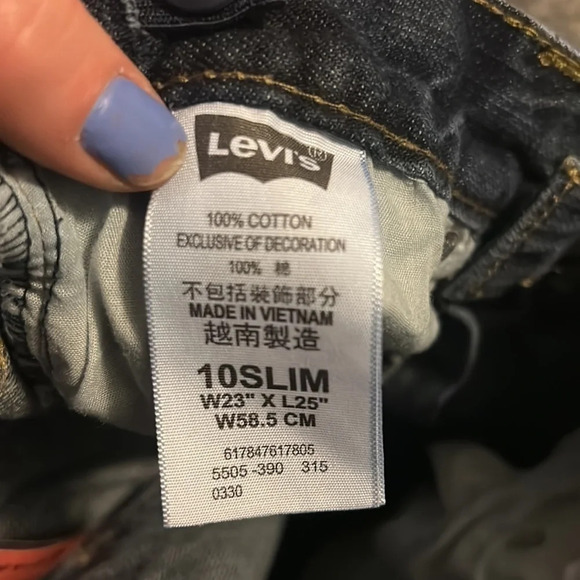 Levi's (R)
100% COTTON
EXCLUSIVE OF DECORATION
100% 棉
不包括裝飾部分
MADE IN VIETNAM
越南製造
10SLIM
W23" X L25"
W58.5 CM
617847617805
5505 -390 315
0330